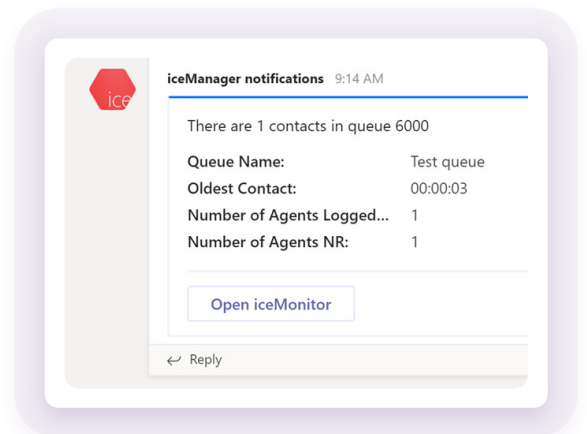 ice
iceManager notifications 9:14 AM
There are 1 contacts in queue 6000
Queue Name: Test queue
Oldest Contact: 00:00:03
Number of Agents Logged... 1
Number of Agents NR: 1
Open iceMonitor
Reply